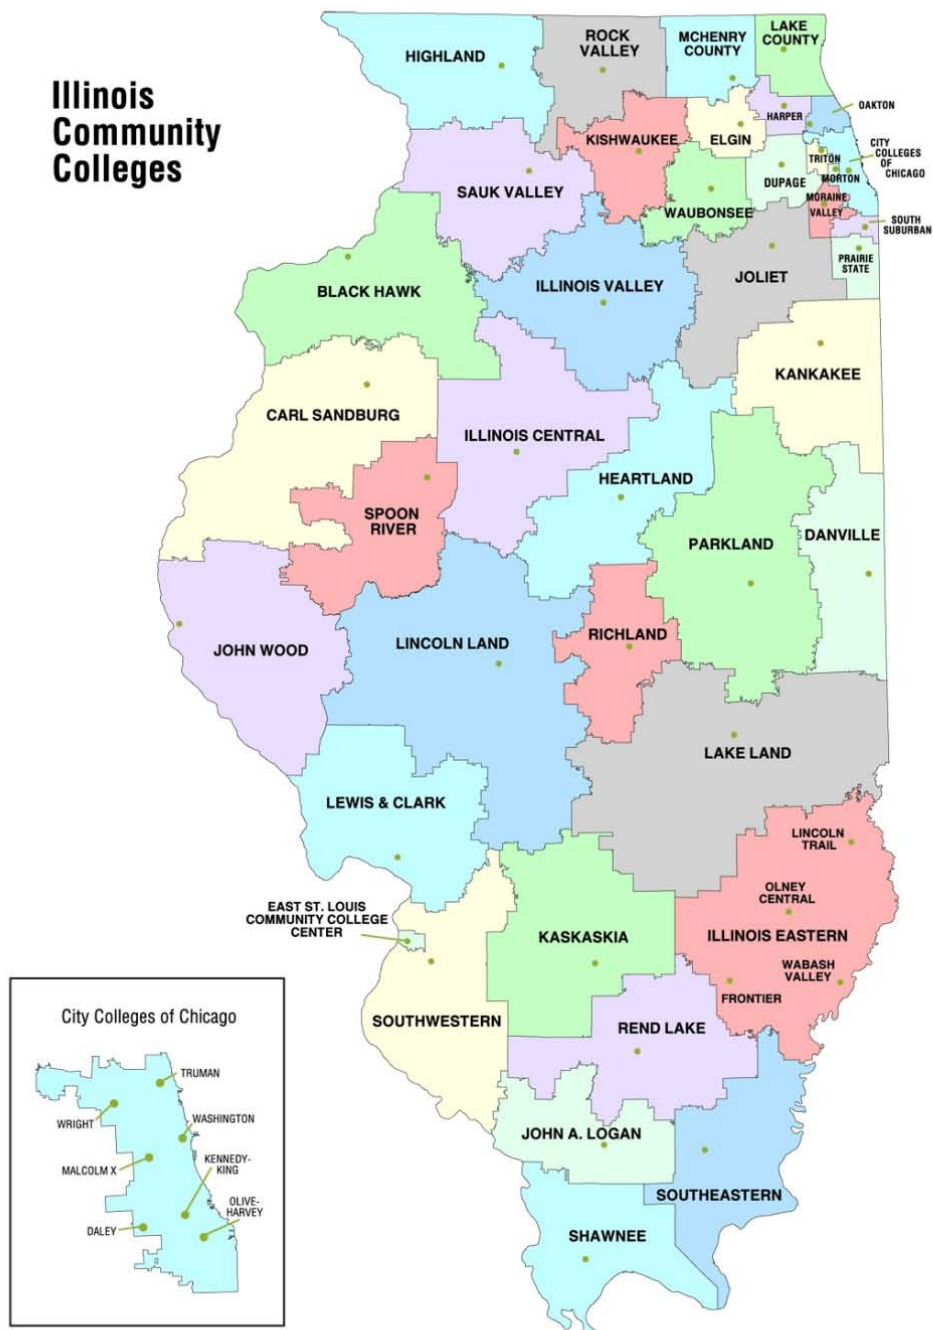 Illinois
Community
Colleges
HIGHLAND
ROCK
VALLEY
MCHENRY
COUNTY
LAKE
COUNTY
HARPER
OAKTON
KISHWAUKEE
ELGIN
CITY
COLLEGES
OF
CHICAGO
TRITON
MORTON
DUPAGE
SAUK VALLEY
WAUBONSEE
MORAINE
VALLEY
SOUTH
SUBURBAN
PRAIRIE
STATE
BLACK HAWK
ILLINOIS VALLEY
JOLIET
KANKAKEE
CARL SANDBURG
ILLINOIS CENTRAL
HEARTLAND
SPOON
RIVER
PARKLAND
DANVILLE
JOHN WOOD
LINCOLN LAND
RICHLAND
LAKE LAND
LEWIS & CLARK
LINCOLN
TRAIL
OLNEY
CENTRAL
EAST ST. LOUIS
COMMUNITY COLLEGE
CENTER
KASKASKIA
ILLINOIS EASTERN
WABASH
VALLEY
FRONTIER
SOUTHWESTERN
REND LAKE
JOHN A. LOGAN
SOUTHEASTERN
SHAWNEE
City Colleges of Chicago
TRUMAN
WRIGHT
WASHINGTON
MALCOLM X
KENNEDY-
KING
OLIVE-
HARVEY
DALEY